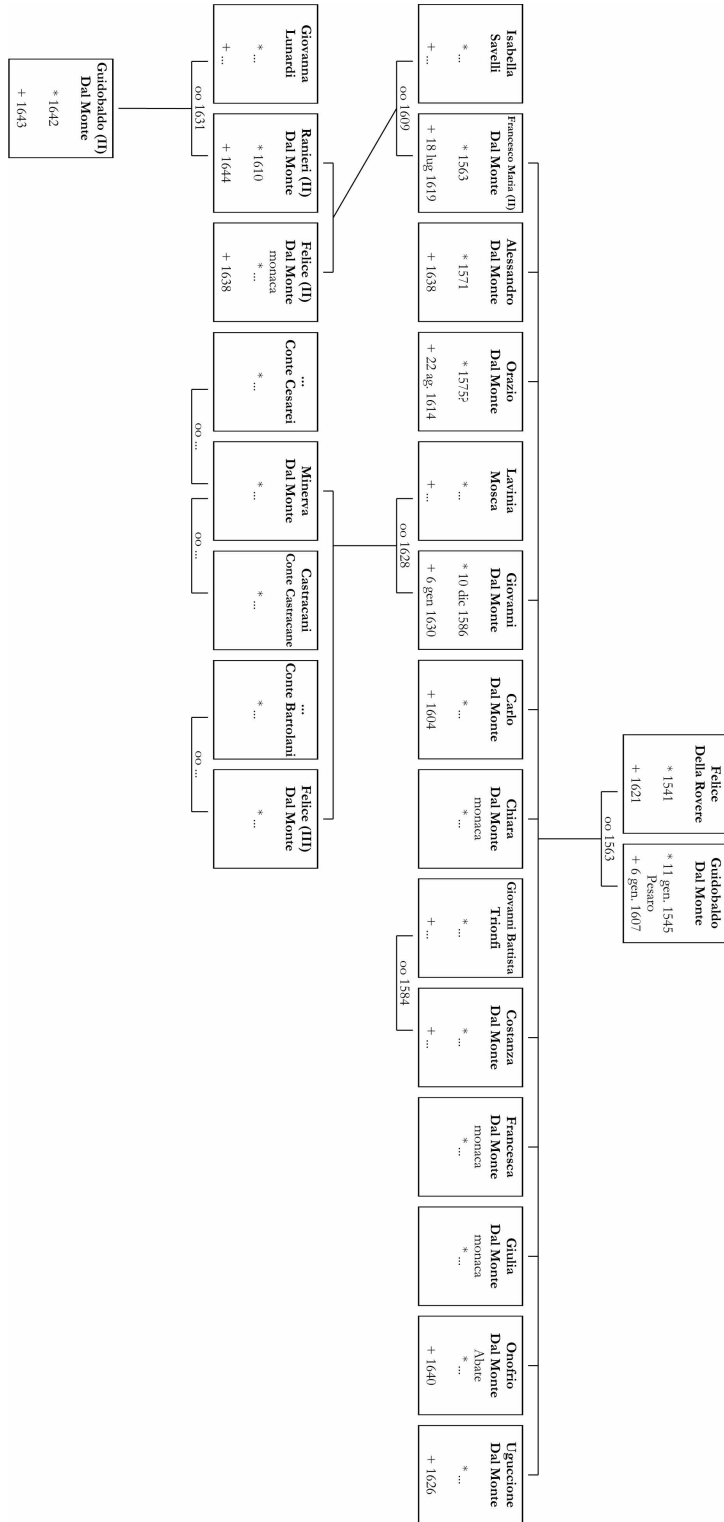 Felice
Della Rovere
* 1541
+ 1621
Guidobaldo
Dal Monte
* 11 gen. 1545
Pesaro
+ 6 gen. 1607
oo 1563
Isabella
Savelli
* ...
+ ...
Francesco Maria (II)
Dal Monte
* 1563
+ 18 lug 1619
Alessandro
Dal Monte
* 1571
+ 1638
Orazio
Dal Monte
* 1575?
+ 22 ag. 1614
Lavinia
Mosca
* ...
+ ...
Giovanni
Dal Monte
* 10 dic 1586
+ 6 gen 1630
Carlo
Dal Monte
* ...
+ 1604
Chiara
Dal Monte
monaca
* ...
Giovanni Battista
Trionfi
* ...
+ ...
Costanza
Dal Monte
* ...
+ ...
Francesca
Dal Monte
monaca
* ...
Giulia
Dal Monte
monaca
* ...
Onofrio
Dal Monte
Abate
* ...
+ 1640
Uguccione
Dal Monte
* ...
+ 1626
oo 1609
oo 1628
oo 1584
Giovanna
Lunardi
* ...
+ ...
Ranieri (II)
Dal Monte
* 1610
+ 1644
Felice (II)
Dal Monte
monaca
* ...
+ 1638
...
Conte Cesarei
* ...
Minerva
Dal Monte
* ...
Castracani
Conte Castracane
* ...
...
Conte Bartolani
* ...
Felice (III)
Dal Monte
* ...
oo 1631
oo ...
oo ...
oo ...
Guidobaldo (II)
Dal Monte
* 1642
+ 1643